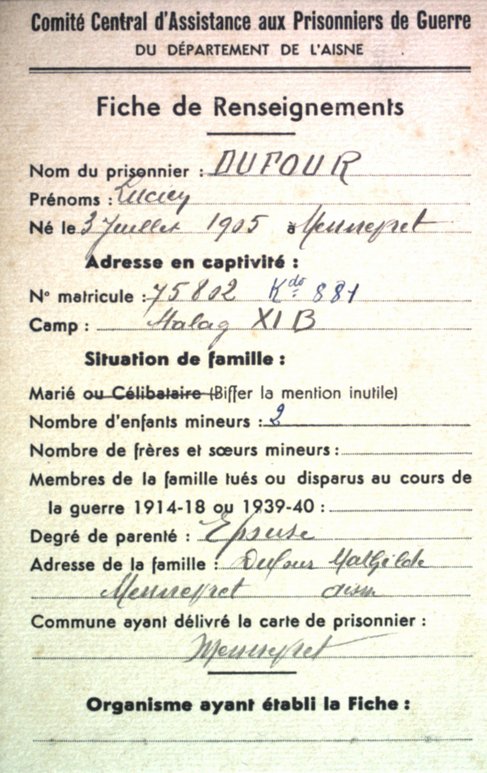 Comité Central d'Assistance aux Prisonniers de Guerre
DU DÉPARTEMENT DE L'AISNE
Fiche de Renseignements
Nom du prisonnier : DUFOUR
Prénoms : Lucien
Né le 3 Juillet 1905 à Mennevret
Adresse en captivité :
N° matricule : 75802 Kdo 881
Camp : Stalag XI B
Situation de famille :
Marié ou Célibataire (Biffer la mention inutile)
Nombre d'enfants mineurs : 2
Nombre de frères et sœurs mineurs :
Membres de la famille tués ou disparus au cours de
la guerre 1914-18 ou 1939-40 :
Degré de parenté : Epouse
Adresse de la famille : Dufour Mathilde
Mennevret Aisne
Commune ayant délivré la carte de prisonnier :
Mennevret
Organisme ayant établi la Fiche :